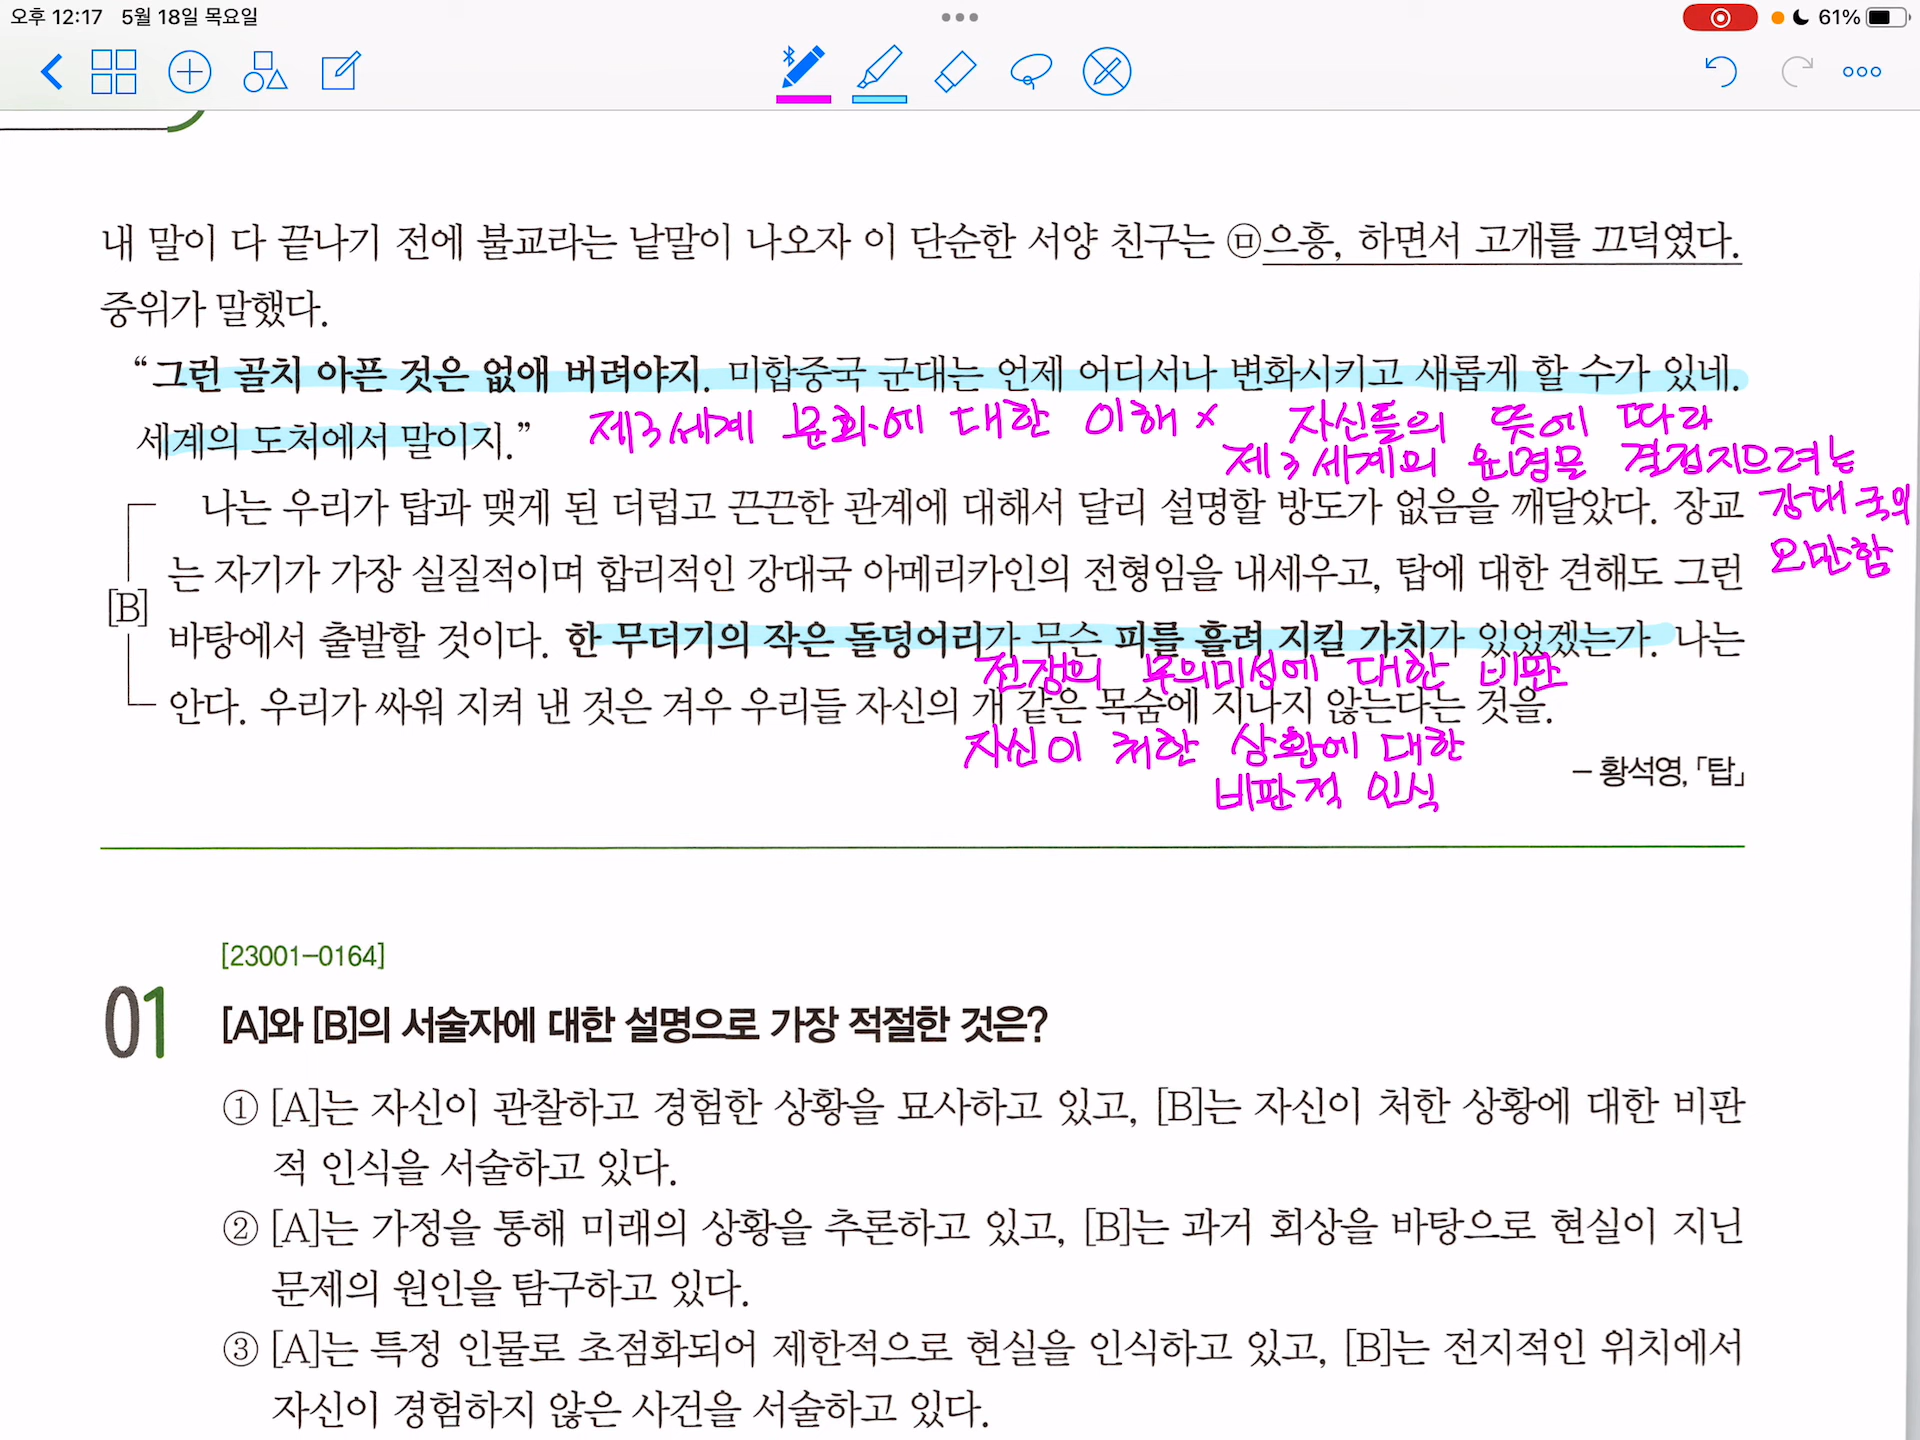 오후 12:17 5월 18일 목요일
61%
내 말이 다 끝나기 전에 불교라는 낱말이 나오자 이 단순한 서양 친구는 ㉤으흥, 하면서 고개를 끄덕였다.
중위가 말했다.
“그런 골치 아픈 것은 없애 버려야지. 미합중국 군대는 언제 어디서나 변화시키고 새롭게 할 수가 있네.
세계의 도처에서 말이지.”
제3세계 문화에 대한 이해 x
자신들의 뜻에 따라
제3세계의 운명을 결정지으려는
강대국의
오만함
[B]
나는 우리가 탑과 맺게 된 더럽고 끈끈한 관계에 대해서 달리 설명할 방도가 없음을 깨달았다. 장교
는 자기가 가장 실질적이며 합리적인 강대국 아메리카인의 전형임을 내세우고, 탑에 대한 견해도 그런
바탕에서 출발할 것이다. 한 무더기의 작은 돌덩어리가 무슨 피를 흘려 지킬 가치가 있었겠는가. 나는
전쟁의 무의미성에 대한 비판
안다. 우리가 싸워 지켜 낸 것은 겨우 우리들 자신의 개 같은 목숨에 지나지 않는다는 것을.
자신이 처한 상황에 대한
비판적 인식
– 황석영, 「탑」
[23001-0164]
01 [A]와 [B]의 서술자에 대한 설명으로 가장 적절한 것은?
① [A]는 자신이 관찰하고 경험한 상황을 묘사하고 있고, [B]는 자신이 처한 상황에 대한 비판
적 인식을 서술하고 있다.
② [A]는 가정을 통해 미래의 상황을 추론하고 있고, [B]는 과거 회상을 바탕으로 현실이 지닌
문제의 원인을 탐구하고 있다.
③ [A]는 특정 인물로 초점화되어 제한적으로 현실을 인식하고 있고, [B]는 전지적인 위치에서
자신이 경험하지 않은 사건을 서술하고 있다.